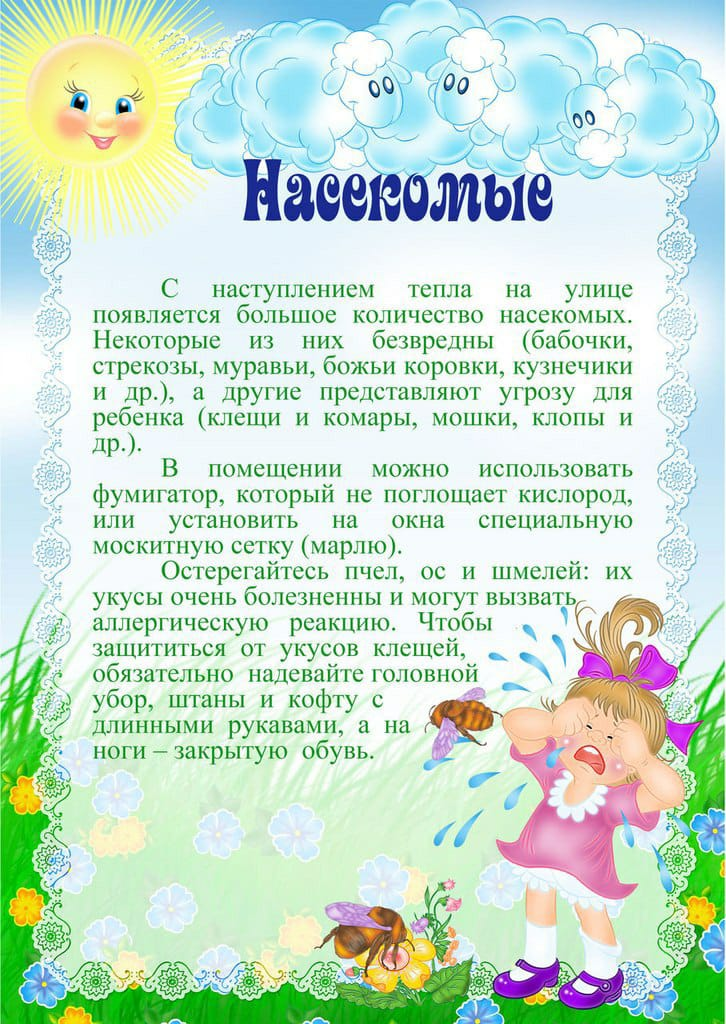 Насекомые
С наступлением тепла на улице
появляется большое количество насекомых.
Некоторые из них безвредны (бабочки,
стрекозы, муравьи, божьи коровки, кузнечики
и др.), а другие представляют угрозу для
ребенка (клещи и комары, мошки, клопы и
др.).
В помещении можно использовать
фумигатор, который не поглощает кислород,
или установить на окна специальную
москитную сетку (марлю).
Остерегайтесь пчел, ос и шмелей: их
укусы очень болезненны и могут вызвать
аллергическую реакцию. Чтобы
защититься от укусов клещей,
обязательно надевайте головной
убор, штаны и кофту с
длинными рукавами, а на
ноги – закрытую обувь.